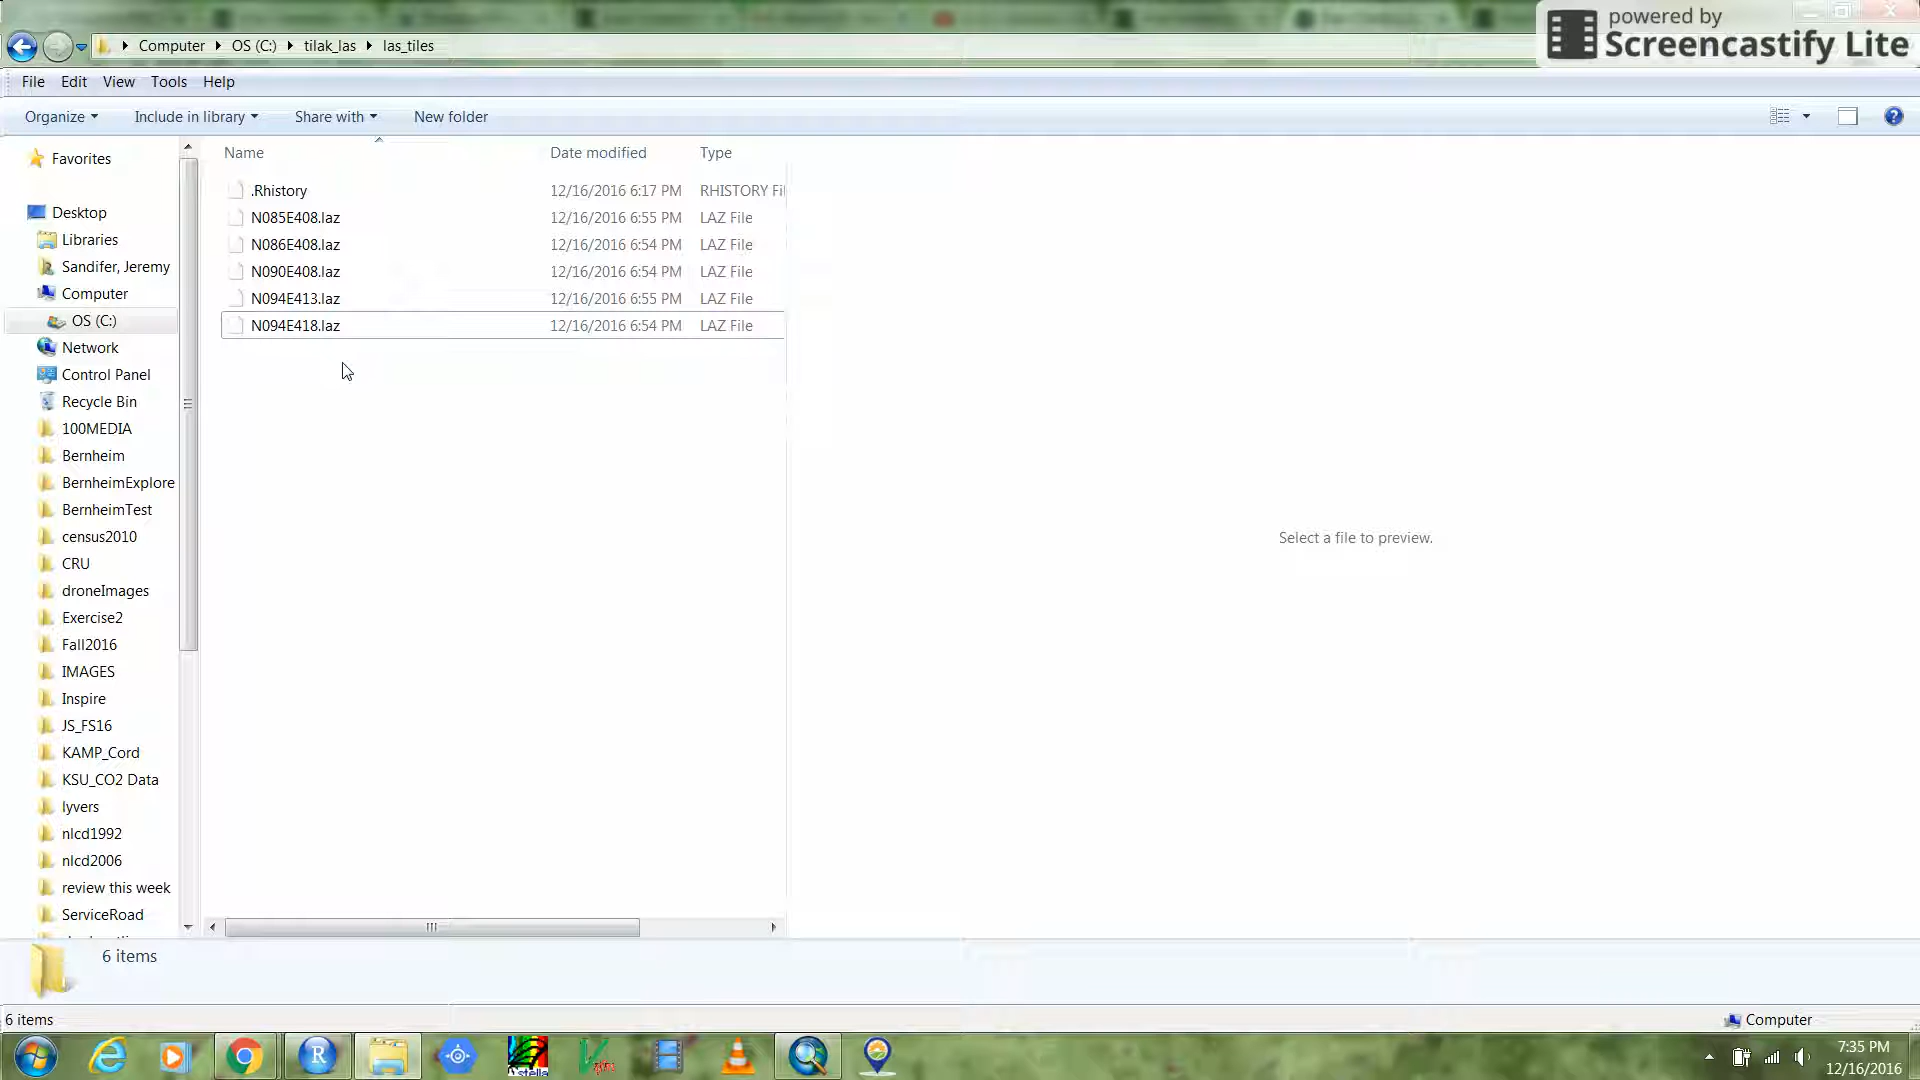 powered by
Screencastify Lite
Computer OS (C:) tilak_las las_tiles
File Edit View Tools Help
Organize Include in library Share with New folder
Name Date modified Type
.Rhistory 12/16/2016 6:17 PM RHISTORY Fil
N085E408.laz 12/16/2016 6:55 PM LAZ File
N086E408.laz 12/16/2016 6:54 PM LAZ File
N090E408.laz 12/16/2016 6:54 PM LAZ File
N094E413.laz 12/16/2016 6:55 PM LAZ File
N094E418.laz 12/16/2016 6:54 PM LAZ File
Favorites
Desktop
Libraries
Sandifer, Jeremy
Computer
OS (C:)
Network
Control Panel
Recycle Bin
100MEDIA
Bernheim
BernheimExplore
BernheimTest
census2010
CRU
droneImages
Exercise2
Fall2016
IMAGES
Inspire
JS_FS16
KAMP_Cord
KSU_CO2 Data
lyvers
nlcd1992
nlcd2006
review this week
ServiceRoad
Select a file to preview.
6 items
6 items
Computer
stella
7:35 PM
12/16/2016